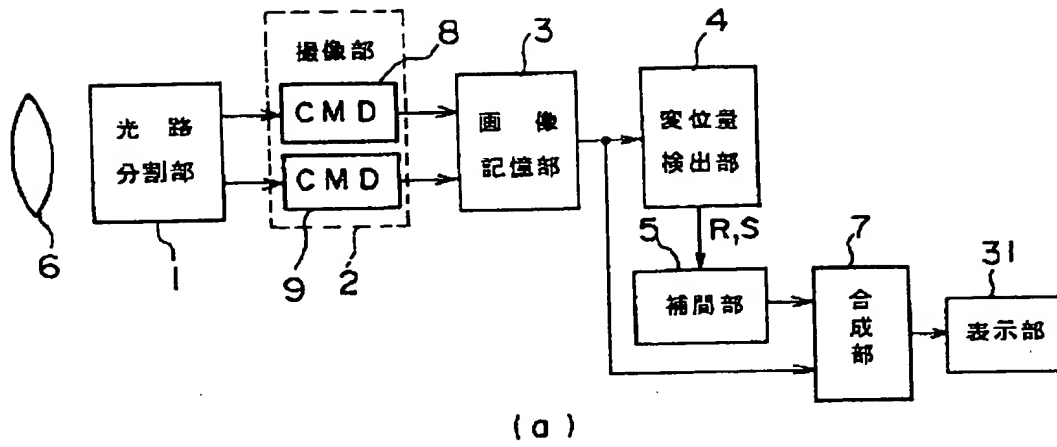 撮像部
8
3
4
光路
分割部
CMD
CMD
画像
記憶部
変位量
検出部
R,S
6
1
9
2
5
補間部
7
合成部
31
表示部
(a)